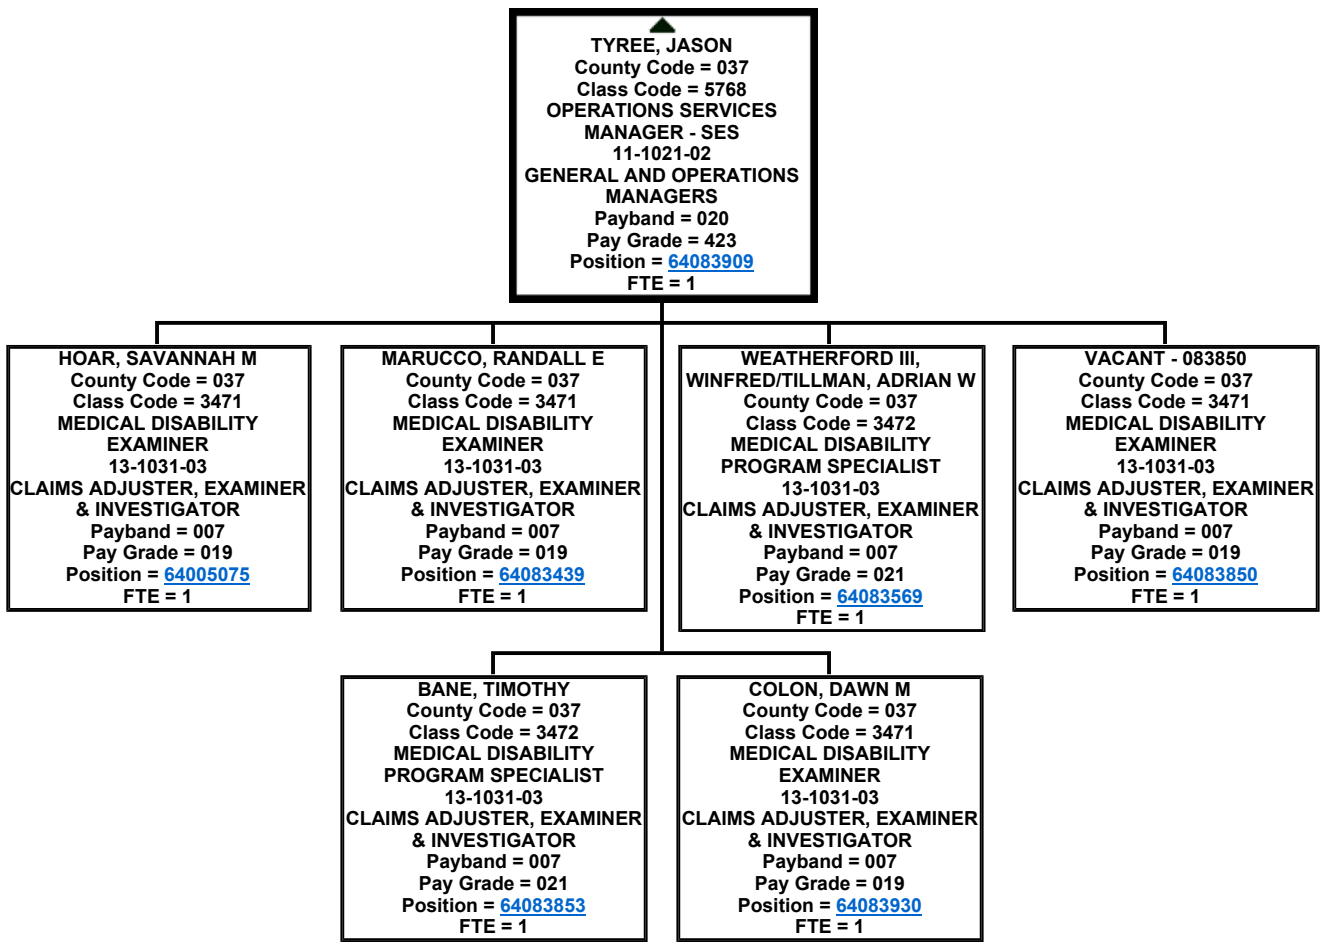 TYREE, JASON
County Code = 037
Class Code = 5768
OPERATIONS SERVICES
MANAGER - SES
11-1021-02
GENERAL AND OPERATIONS
MANAGERS
Payband = 020
Pay Grade = 423
Position = 64083909
FTE = 1
HOAR, SAVANNAH M
County Code = 037
Class Code = 3471
MEDICAL DISABILITY
EXAMINER
13-1031-03
CLAIMS ADJUSTER, EXAMINER
& INVESTIGATOR
Payband = 007
Pay Grade = 019
Position = 64005075
FTE = 1
MARUCCO, RANDALL E
County Code = 037
Class Code = 3471
MEDICAL DISABILITY
EXAMINER
13-1031-03
CLAIMS ADJUSTER, EXAMINER
& INVESTIGATOR
Payband = 007
Pay Grade = 019
Position = 64083439
FTE = 1
WEATHERFORD III,
WINFRED/TILLMAN, ADRIAN W
County Code = 037
Class Code = 3472
MEDICAL DISABILITY
PROGRAM SPECIALIST
13-1031-03
CLAIMS ADJUSTER, EXAMINER
& INVESTIGATOR
Payband = 007
Pay Grade = 021
Position = 64083569
FTE = 1
VACANT - 083850
County Code = 037
Class Code = 3471
MEDICAL DISABILITY
EXAMINER
13-1031-03
CLAIMS ADJUSTER, EXAMINER
& INVESTIGATOR
Payband = 007
Pay Grade = 019
Position = 64083850
FTE = 1
BANE, TIMOTHY
County Code = 037
Class Code = 3472
MEDICAL DISABILITY
PROGRAM SPECIALIST
13-1031-03
CLAIMS ADJUSTER, EXAMINER
& INVESTIGATOR
Payband = 007
Pay Grade = 021
Position = 64083853
FTE = 1
COLON, DAWN M
County Code = 037
Class Code = 3471
MEDICAL DISABILITY
EXAMINER
13-1031-03
CLAIMS ADJUSTER, EXAMINER
& INVESTIGATOR
Payband = 007
Pay Grade = 019
Position = 64083930
FTE = 1